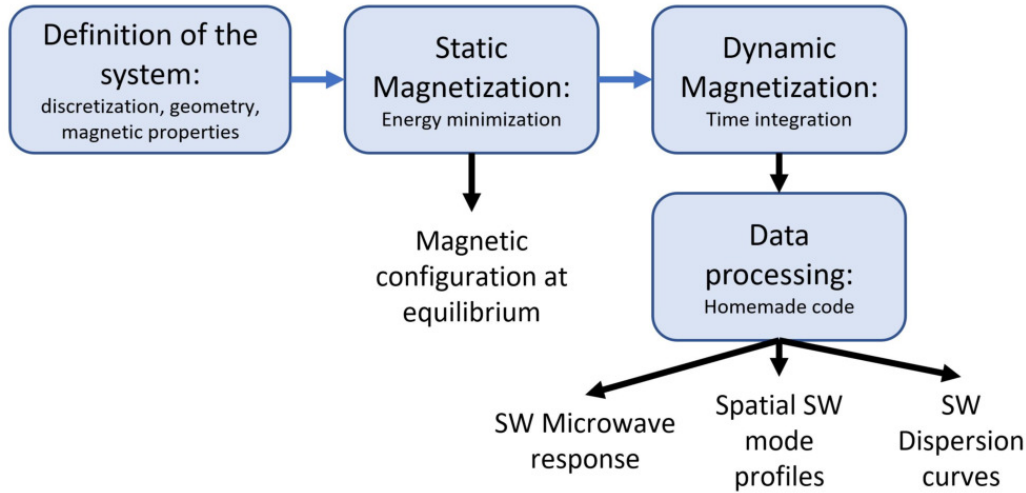 Definition of the
system:
discretization, geometry,
magnetic properties
Static
Magnetization:
Energy minimization
Dynamic
Magnetization:
Time integration
Magnetic
configuration at
equilibrium
Data
processing:
Homemade code
SW Microwave
response
Spatial SW
mode
profiles
SW
Dispersion
curves